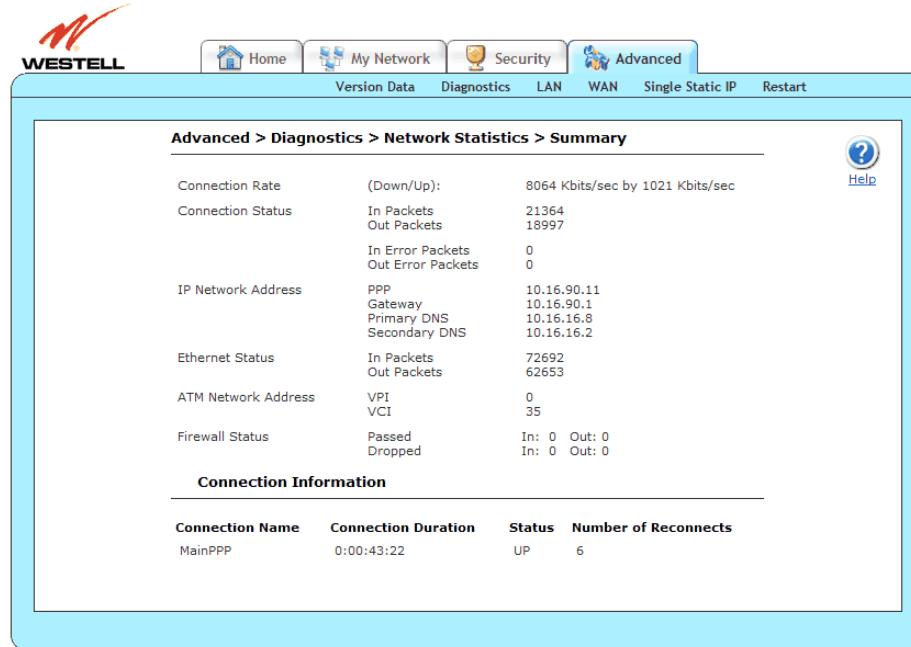 WESTELL
Home My Network Security Advanced
Version Data Diagnostics LAN WAN Single Static IP Restart
Advanced > Diagnostics > Network Statistics > Summary
Help
Connection Rate (Down/Up): 8064 Kbits/sec by 1021 Kbits/sec
Connection Status In Packets 21364
Out Packets 18997
In Error Packets 0
Out Error Packets 0
IP Network Address PPP 10.16.90.11
Gateway 10.16.90.1
Primary DNS 10.16.16.8
Secondary DNS 10.16.16.2
Ethernet Status In Packets 72692
Out Packets 62653
ATM Network Address VPI 0
VCI 35
Firewall Status Passed In: 0 Out: 0
Dropped In: 0 Out: 0
Connection Information
Connection Name Connection Duration Status Number of Reconnects
MainPPP 0:00:43:22 UP 6